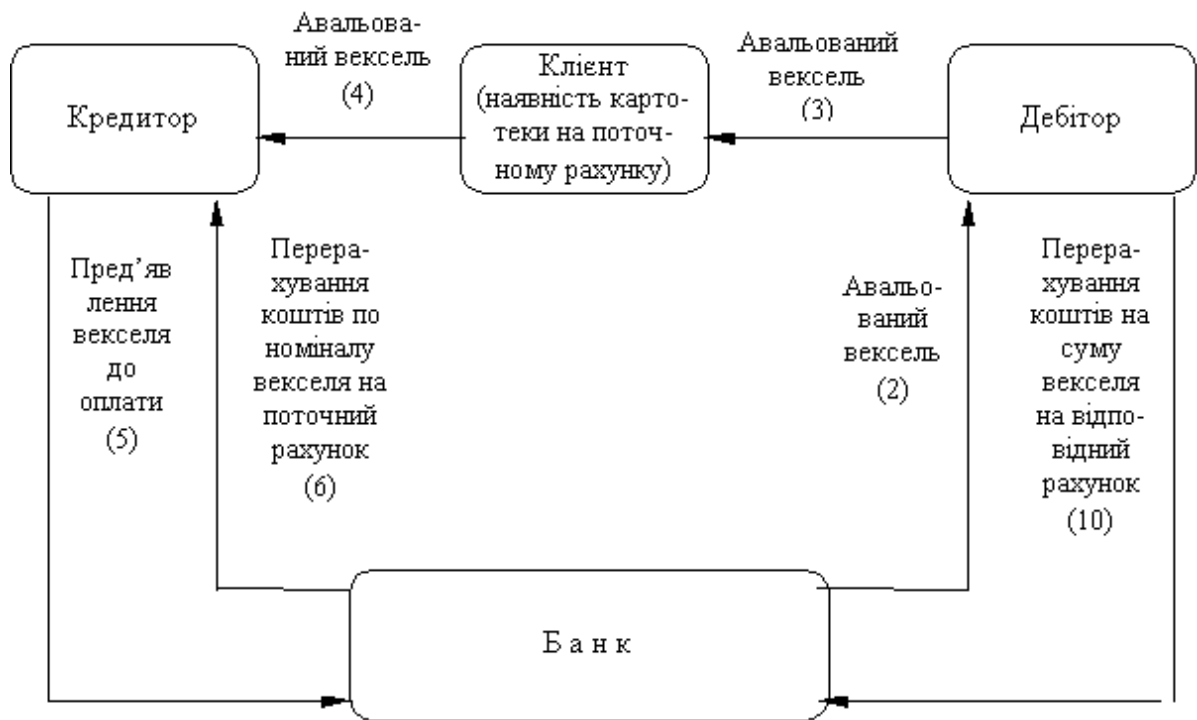 Кредитор
Авальова-
ний вексель
(4)
Клієнт
(наявність карто-
теки на поточ-
ному рахунку)
Авальований
вексель
(3)
Дебітор
Пред’яв
лення
векселя
до
оплати
(5)
Перера-
хування
коштів по
номіналу
векселя на
поточний
рахунок
(6)
Авальо-
ваний
вексель
(2)
Перера-
хування
коштів на
суму
векселя
на відпо-
відний
рахунок
(10)
Банк